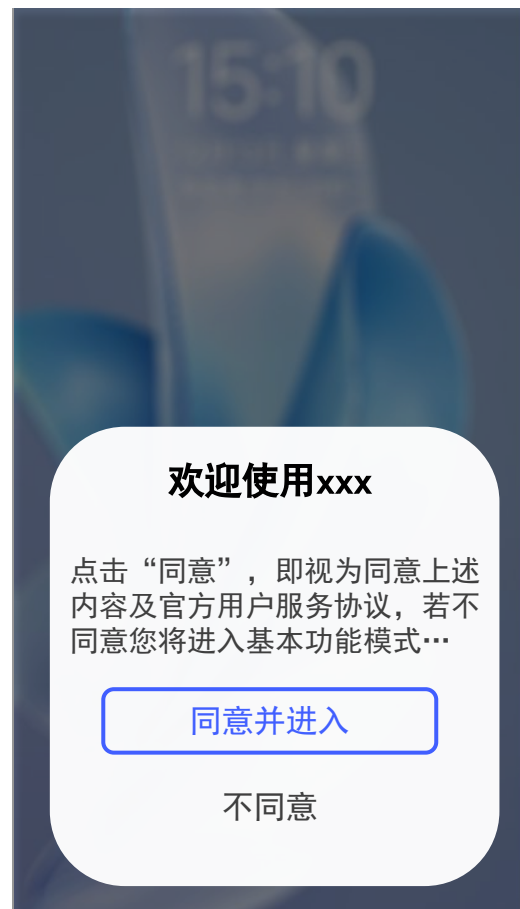 15:10
欢迎使用xxx
点击“同意”，即视为同意上述
内容及官方用户服务协议，若不
同意您将进入基本功能模式…
同意并进入
不同意